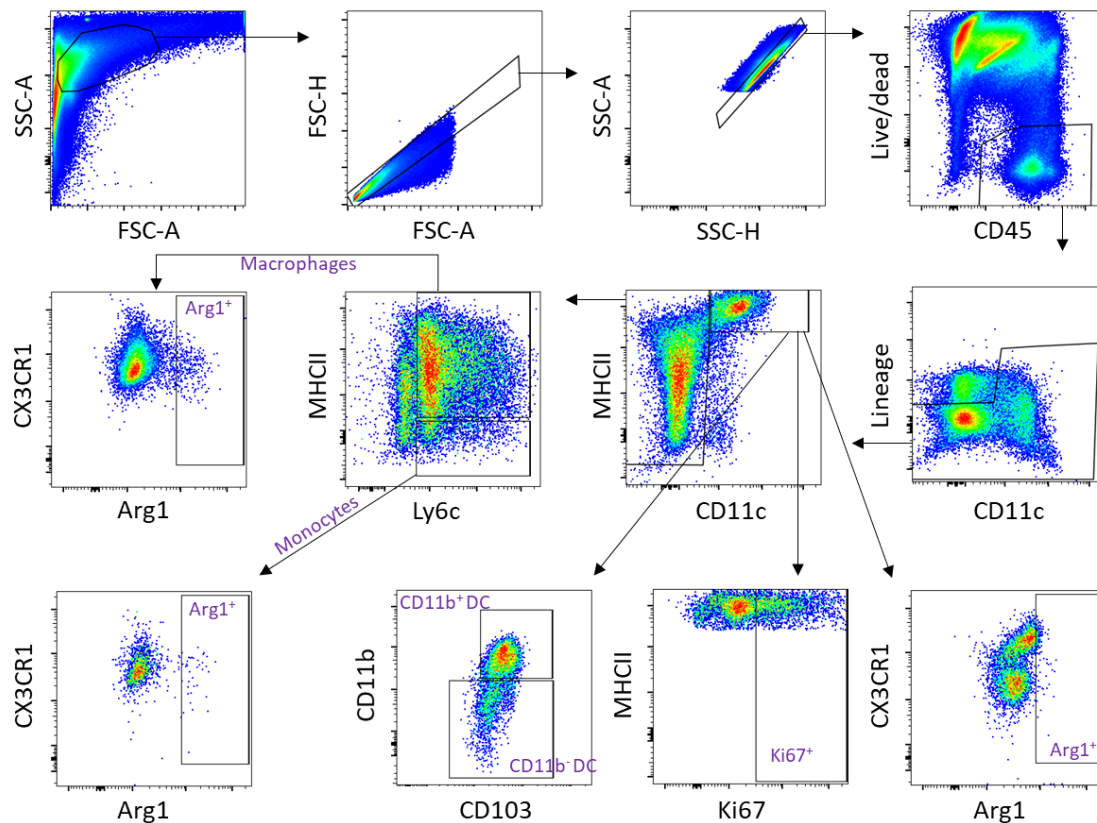 SSC-A
FSC-A
FSC-H
FSC-A
SSC-A
SSC-H
Live/dead
CD45
Macrophages
CX3CR1
Arg1⁺
Arg1
MHCII
Ly6c
MHCII
CD11c
Lineage
CD11c
Monocytes
CX3CR1
Arg1⁺
Arg1
CD11b
CD11b⁺ DC
CD11b⁻ DC
CD103
MHCII
Ki67⁺
Ki67
CX3CR1
Arg1⁺
Arg1